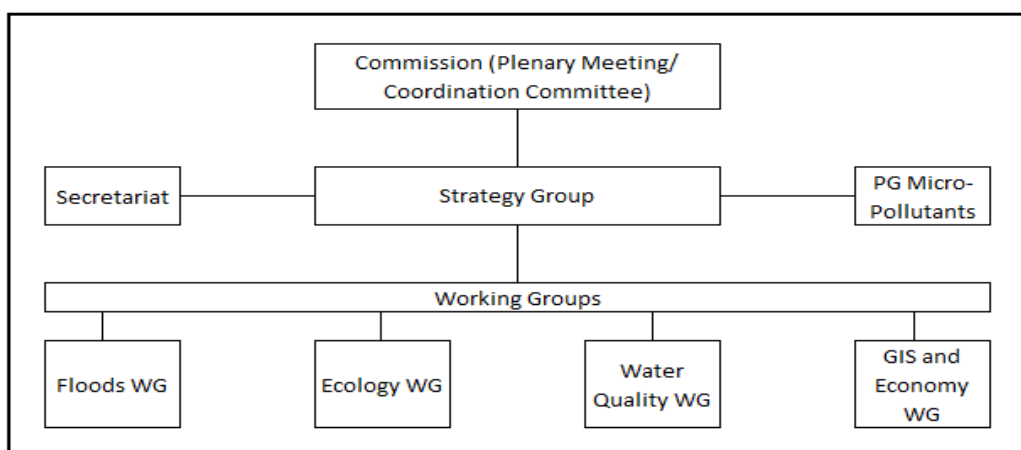 Commission (Plenary Meeting/
Coordination Committee)
Secretariat
Strategy Group
PG Micro-
Pollutants
Working Groups
Floods WG
Ecology WG
Water
Quality WG
GIS and
Economy
WG